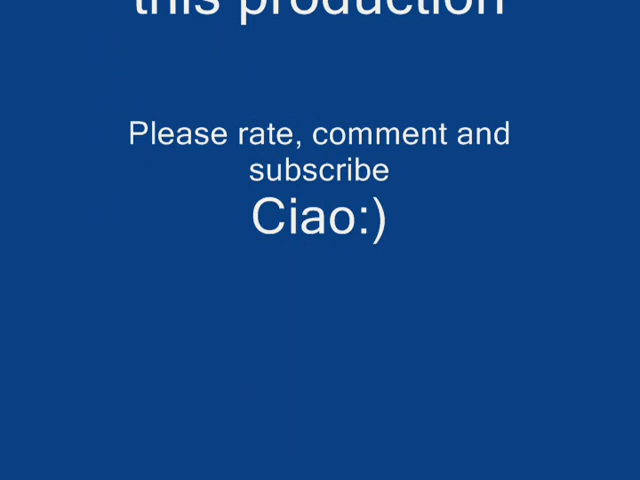 this production
Please rate, comment and
subscribe
Ciao:)